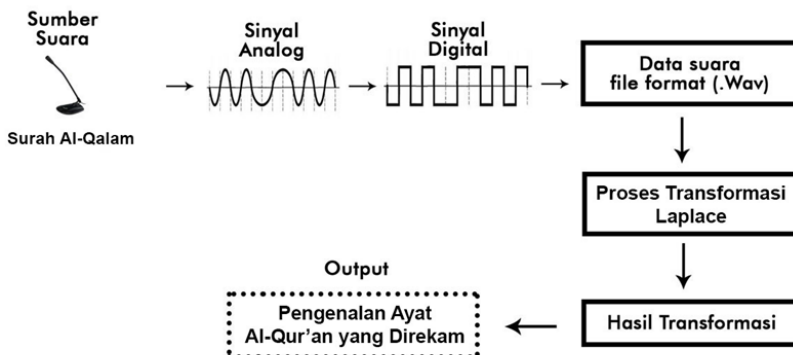 Sumber
Suara
Surah Al-Qalam
Sinyal
Analog
Sinyal
Digital
Data suara
file format (.Wav)
Proses Transformasi
Laplace
Hasil Transformasi
Output
Pengenalan Ayat
Al-Qur'an yang Direkam